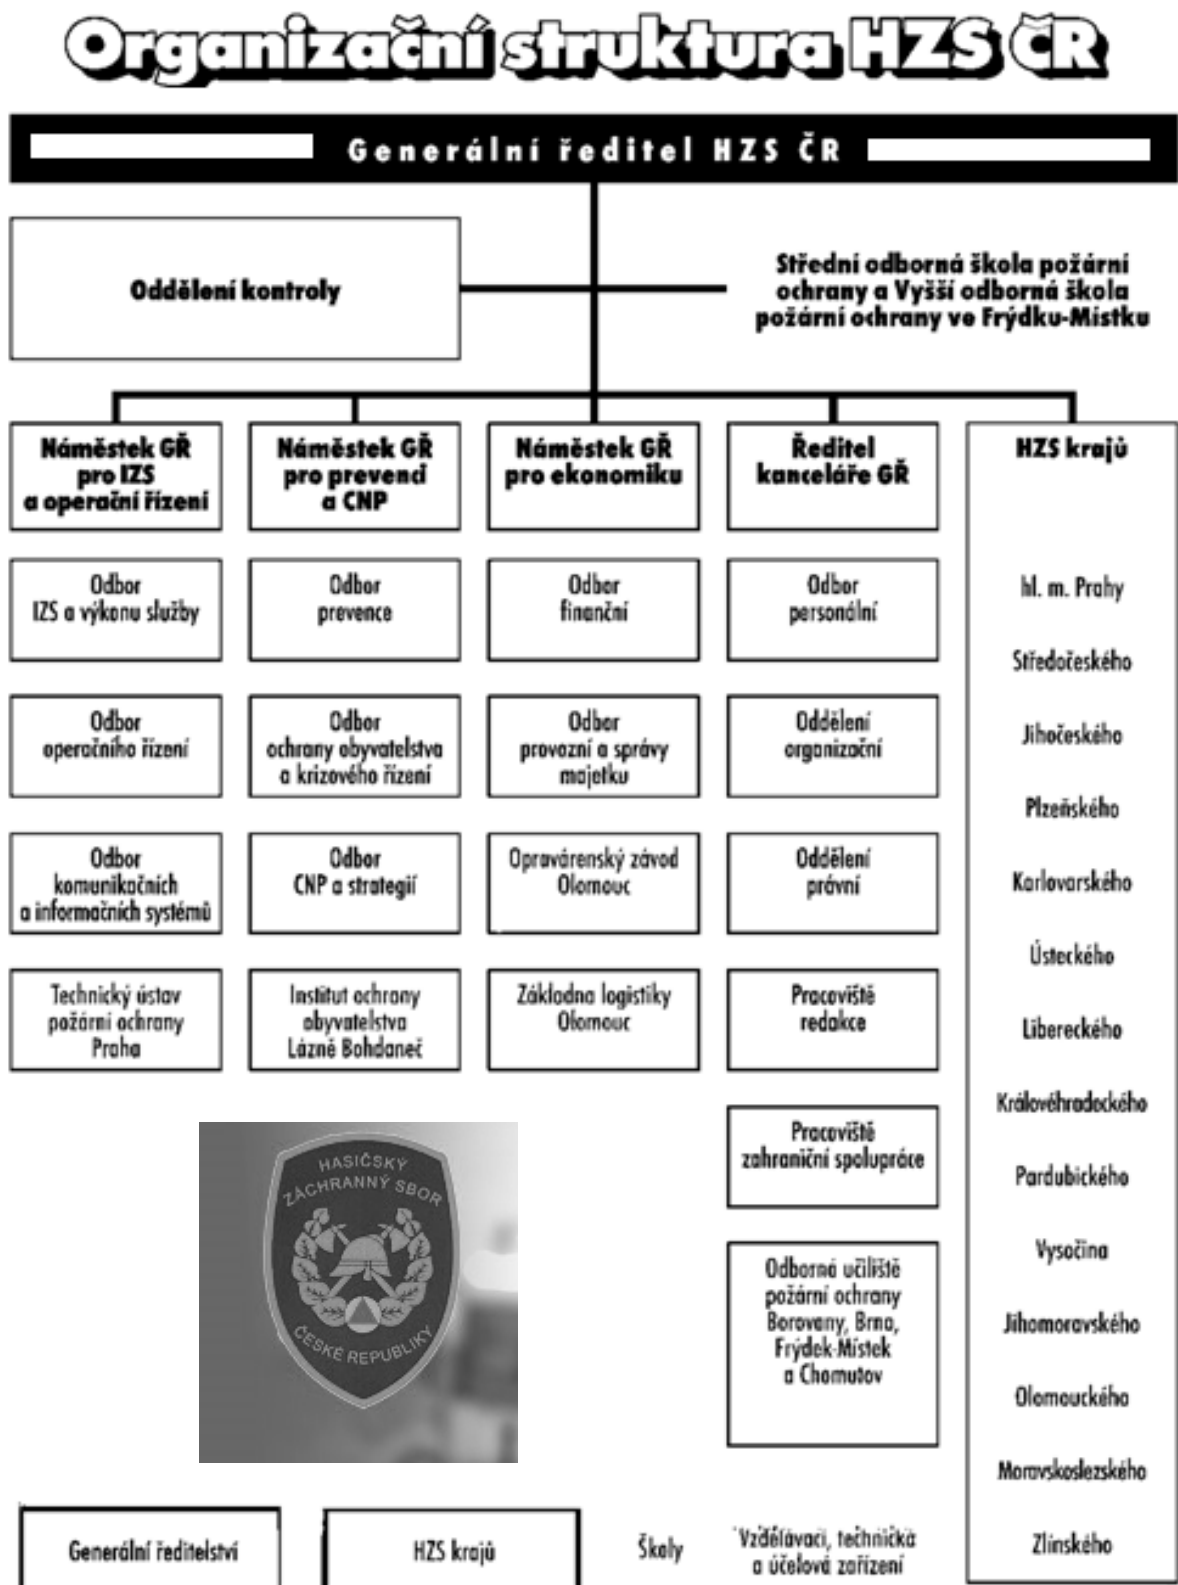 Organizační struktura HZS ČR
Generální ředitel HZS ČR
Oddělení kontroly
Střední odborná škola požární
ochrany a Vyšší odborná škola
požární ochrany ve Frýdku-Místku
Náměstek GŘ
pro IZS
a operační řízení
Odbor
IZS a výkonu služby
Odbor
operačního řízení
Odbor
komunikačních
a informačních systémů
Technický ústav
požární ochrany
Praha
Náměstek GŘ
pro prevenci
a CNP
Odbor
prevence
Odbor
ochrany obyvatelstva
a krizového řízení
Odbor
CNP a strategií
Institut ochrany
obyvatelstva
Lázně Bohdaneč
Náměstek GŘ
pro ekonomiku
Odbor
finanční
Odbor
provozní a správy
majetku
Opravárenský závod
Olomouc
Základna logistiky
Olomouc
Ředitel
kanceláře GŘ
Odbor
personální
Oddělení
organizační
Oddělení
právní
Pracoviště
redakce
Pracoviště
zahraniční spolupráce
Odborná učiliště
požární ochrany
Borovany, Brno,
Frýdek-Místek
a Chomutov
HZS krajů
hl. m. Prahy
Středočeského
Jihočeského
Plzeňského
Karlovarského
Ústeckého
Libereckého
Královéhradeckého
Pardubického
Vysočina
Jihomoravského
Olomouckého
Moravskoslezského
Zlínského
HASIČSKÝ
ZÁCHRANNÝ SBOR
ČESKÉ REPUBLIKY
Generální ředitelství
HZS krajů
Školy
Vzdělávací, technická
a účelová zařízení